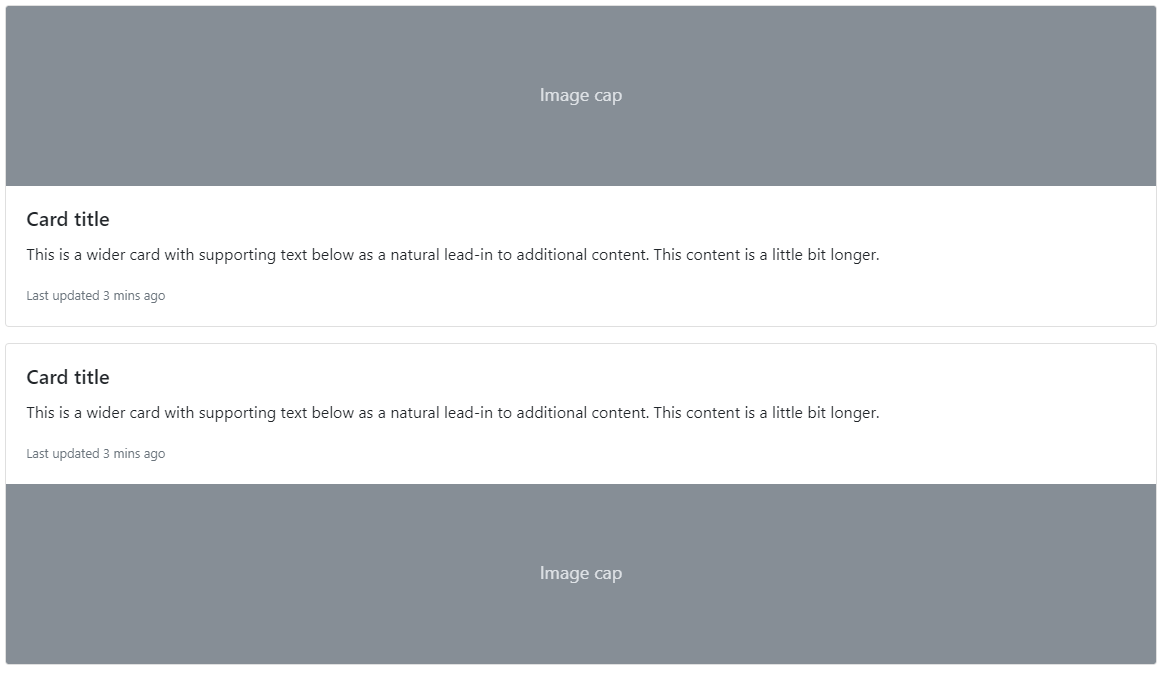 Image cap
Card title
This is a wider card with supporting text below as a natural lead-in to additional content. This content is a little bit longer.
Last updated 3 mins ago
Card title
This is a wider card with supporting text below as a natural lead-in to additional content. This content is a little bit longer.
Last updated 3 mins ago
Image cap